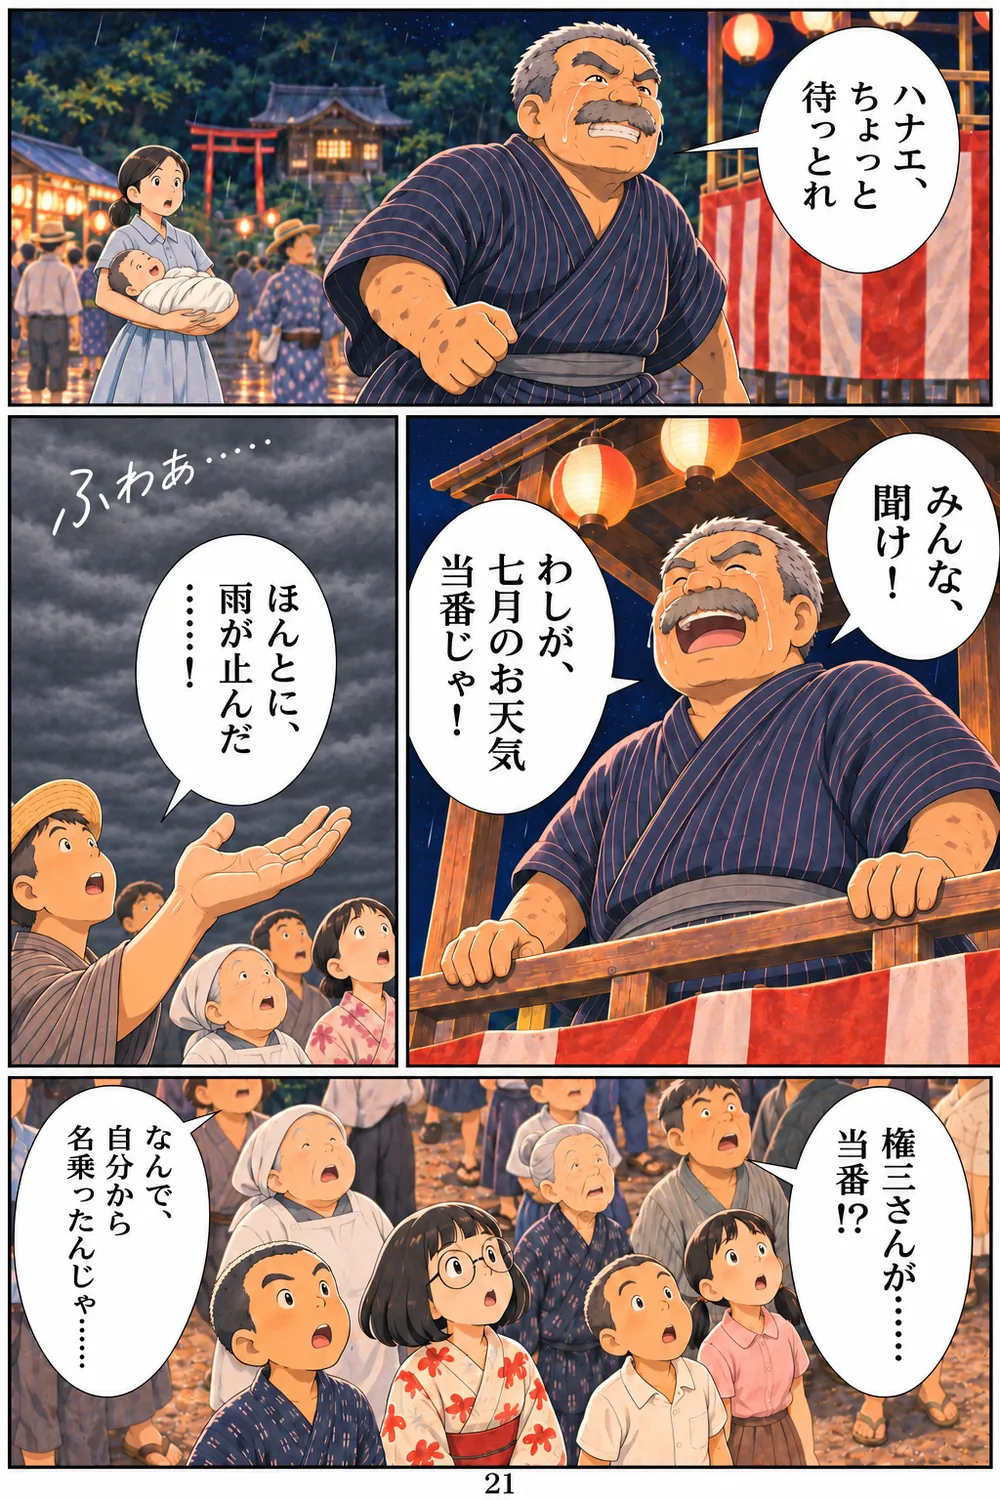 ハナエ、
ちょっと
待っとれ
みんな、
聞け！
わしが、
七月のお天気
当番じゃ！
ふわぁ……
ほんとに、
雨が止んだ
………！
権三さんが……
当番!?
なんで、
自分から
名乗ったんじゃ……
21